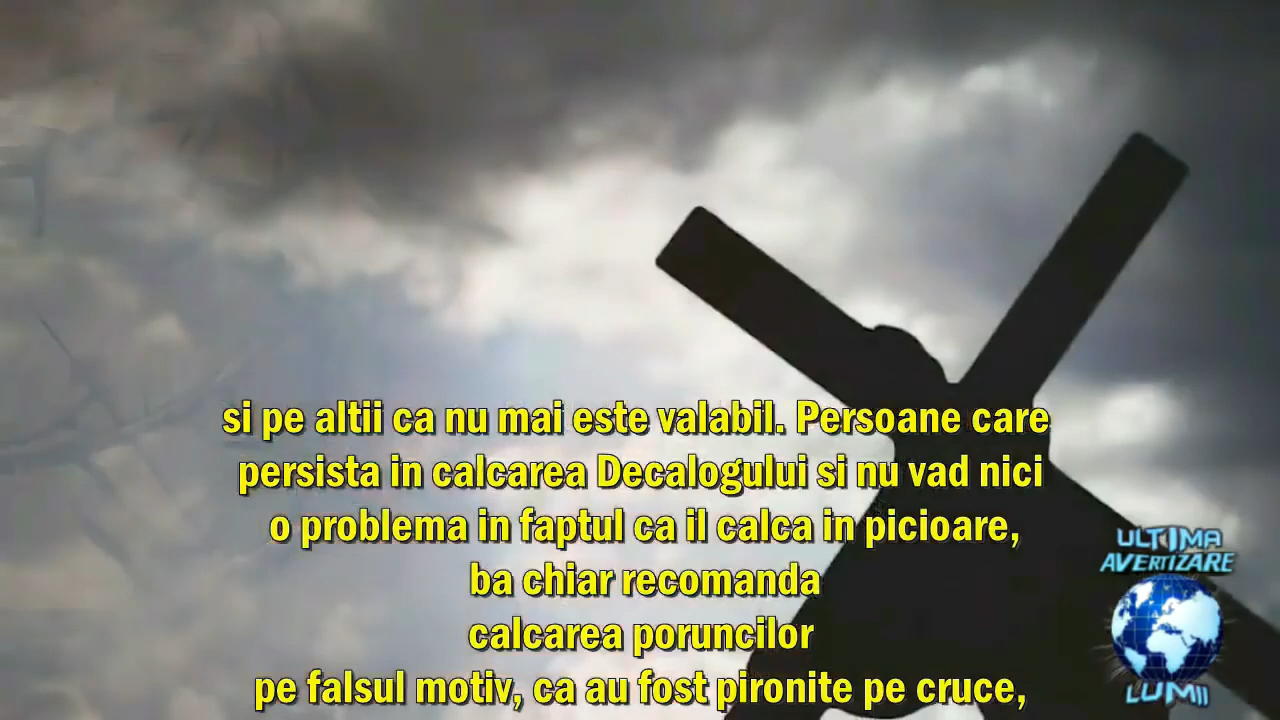 si pe altii ca nu mai este valabil. Persoane care
persista in calcarea Decalogului si nu vad nici
o problema in faptul ca il calca in picioare,
ba chiar recomanda
calcarea poruncilor
pe falsul motiv, ca au fost pironite pe cruce,
ULTIMA
AVERTIZARE
LUMII